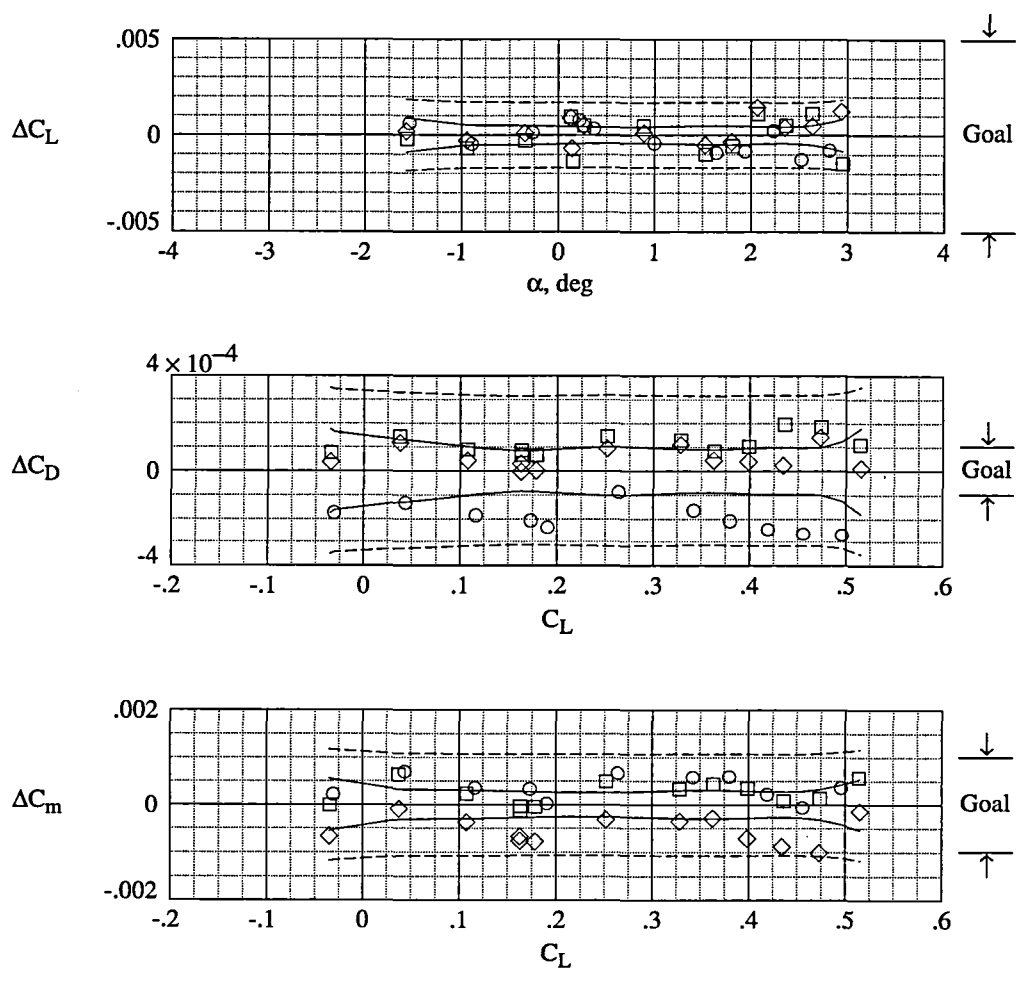 .005
ΔC_L
0
Goal
-.005
-4 -3 -2 -1 0 1 2 3 4
α, deg
4 × 10^−4
ΔC_D
0
Goal
-4
-.2 -.1 0 .1 .2 .3 .4 .5 .6
C_L
.002
ΔC_m
0
Goal
-.002
-.2 -.1 0 .1 .2 .3 .4 .5 .6
C_L